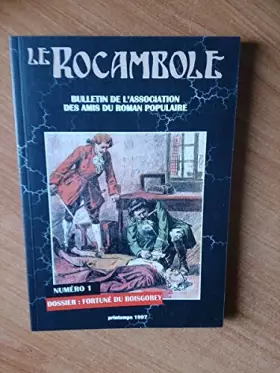 LE ROCAMBOLE
BULLETIN DE L'ASSOCIATION
DES AMIS DU ROMAN POPULAIRE
NUMÉRO 1
DOSSIER : FORTUNÉ DU BOISGOBEY
printemps 1997